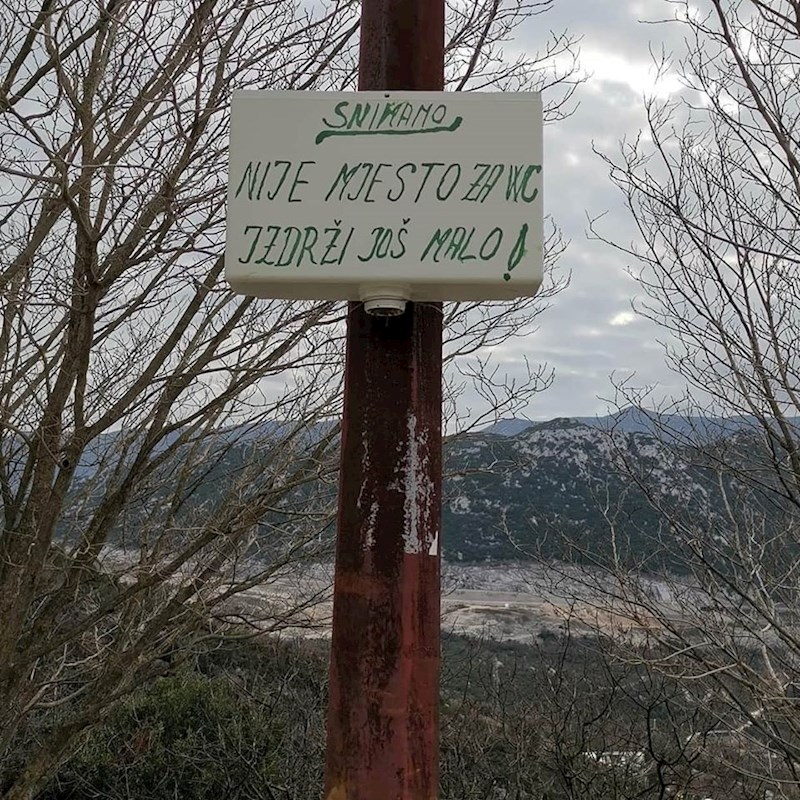 SNIMAMO
NIJE MJESTO ZA WC
IZDRŽI JOŠ MALO!